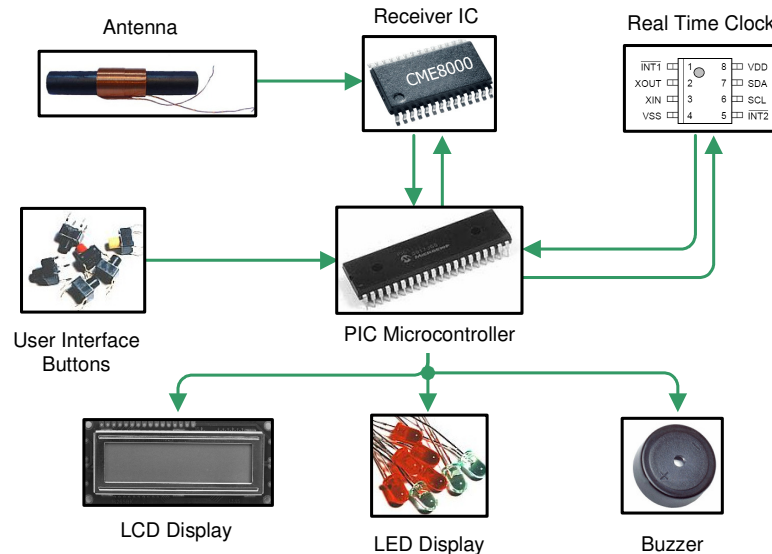 Antenna
Receiver IC
Real Time Clock
CME8000
INT1 1 8 VDD
XOUT 2 7 SDA
XIN 3 6 SCL
VSS 4 5 INT2
MICROCHIP
User Interface
Buttons
PIC Microcontroller
LCD Display
LED Display
Buzzer